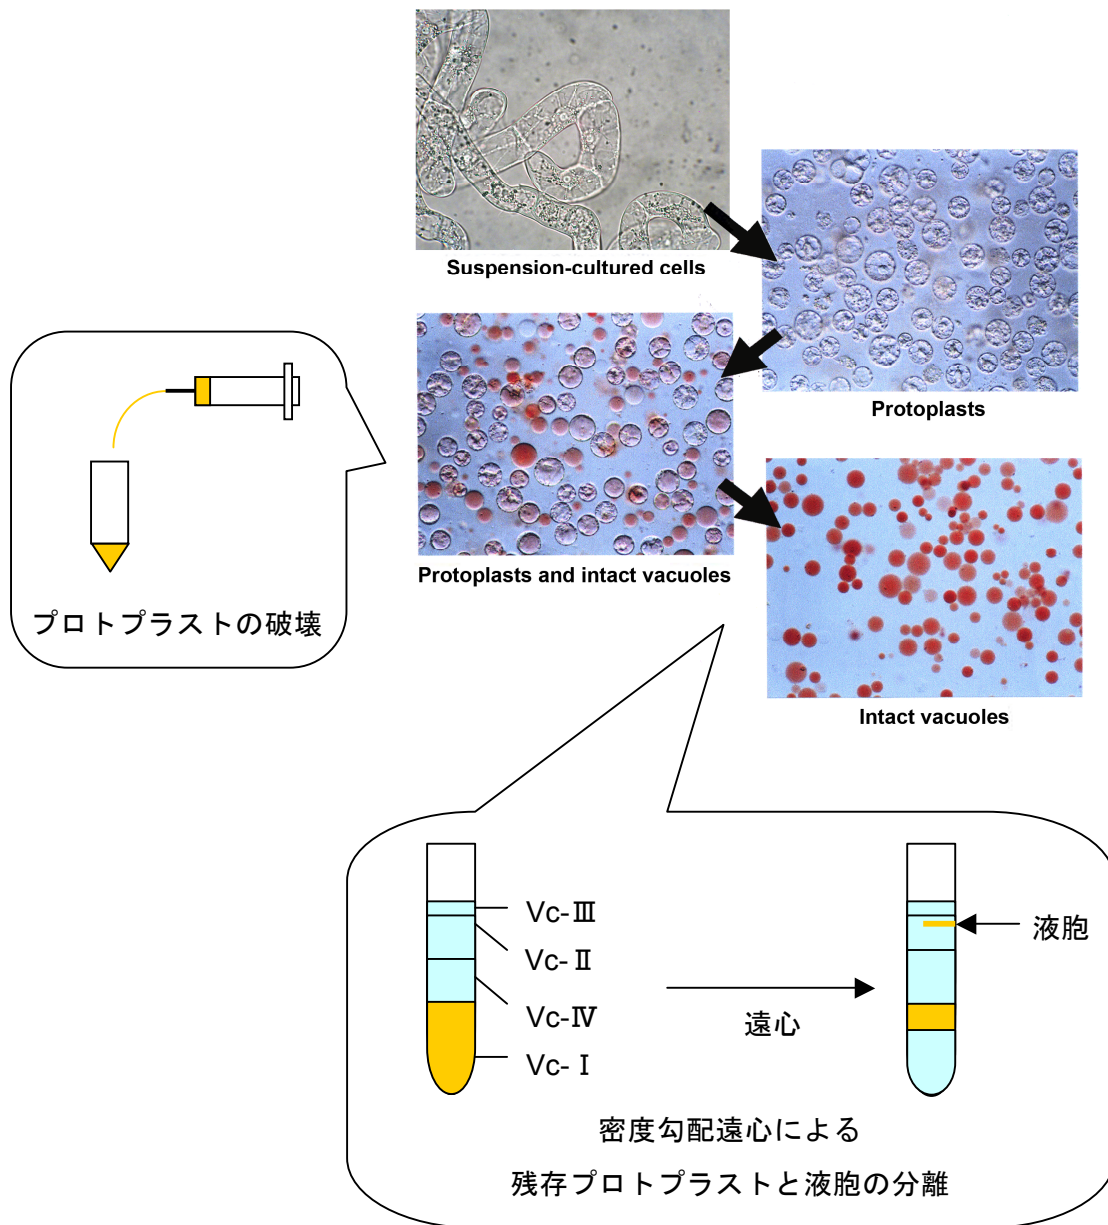 Suspension-cultured cells
Protoplasts
Protoplasts and intact vacuoles
Intact vacuoles
プロトプラストの破壊
Vc-Ⅲ
Vc-Ⅱ
Vc-Ⅳ
Vc-Ⅰ
遠心
液胞
密度勾配遠心による
残存プロトプラストと液胞の分離